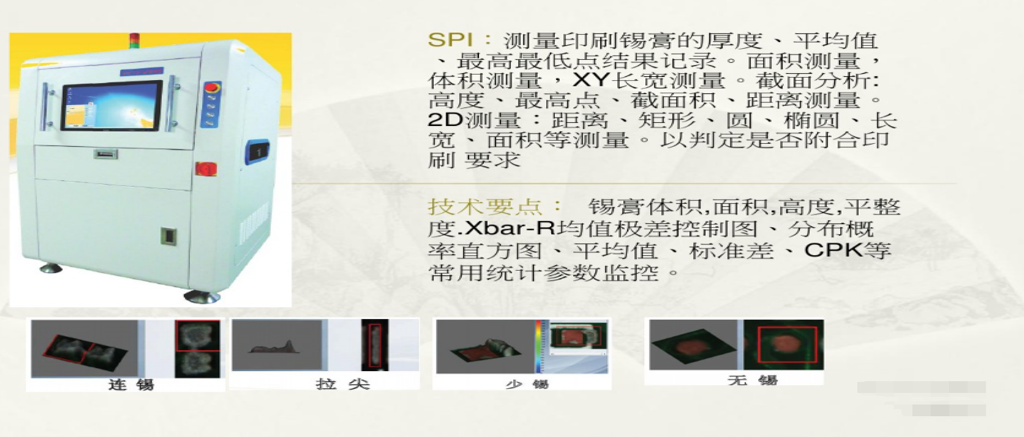 SPI：测量印刷锡膏的厚度、平均值
、最高最低点结果记录。面积测量，
体积测量，XY长宽测量。截面分析:
高度、最高点、截面积、距离测量。
2D测量：距离、矩形、圆、椭圆、长
宽、面积等测量。以判定是否附合印
刷 要求
技术要点： 锡膏体积,面积,高度,平整
度.Xbar-R均值极差控制图、分布概
率直方图、平均值、标准差、CPK等
常用统计参数监控。
连锡
拉尖
少锡
无锡